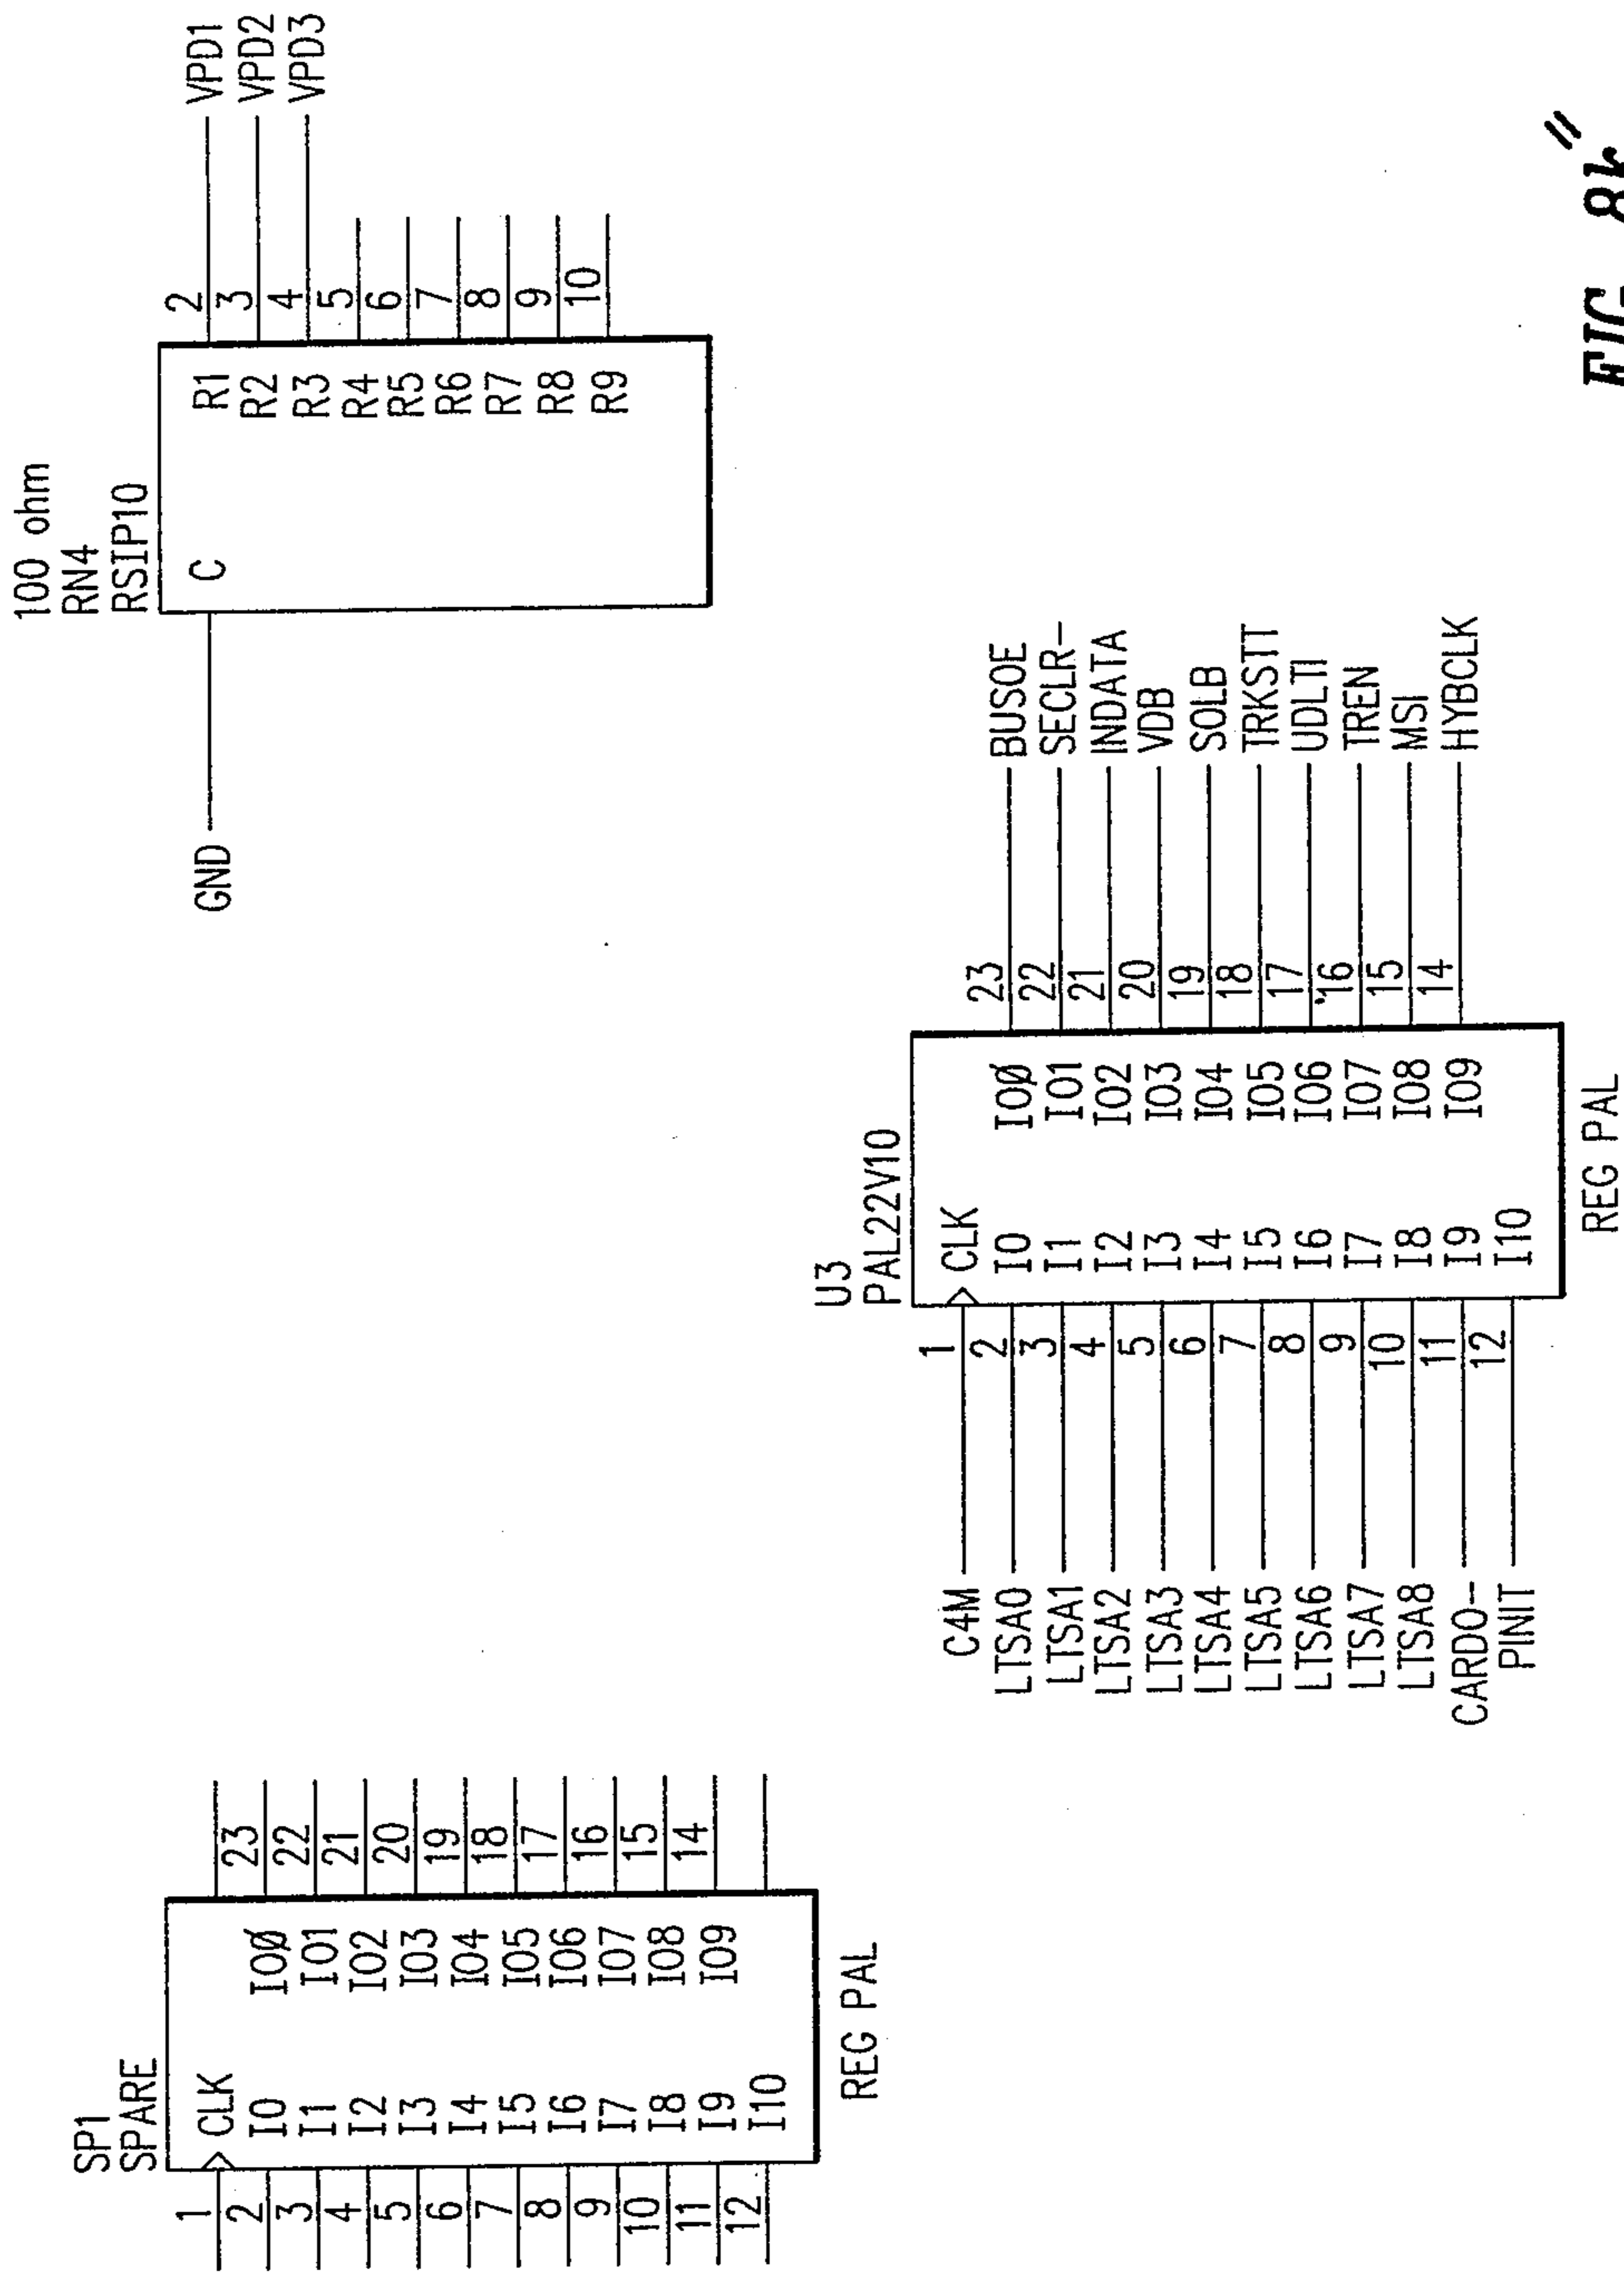 SP1
SPARE
1 CLK
2 I0 IOØ 23
3 I1 IO1 22
4 I2 IO2 21
5 I3 IO3 20
6 I4 IO4 19
7 I5 IO5 18
8 I6 IO6 17
9 I7 IO7 16
10 I8 IO8 15
11 I9 IO9 14
12 I10
REG PAL
100 ohm
RN4
RSIP10
GND C R1 2 VPD1
R2 3 VPD2
R3 4 VPD3
R4 5
R5 6
R6 7
R7 8
R8 9
R9 10
U3
PAL22V10
C4M 1 CLK
LTSA0 2 I0 IOØ 23 BUSOE
LTSA1 3 I1 IO1 22 SECLR-
LTSA2 4 I2 IO2 21 INDATA
LTSA3 5 I3 IO3 20 VDB
LTSA4 6 I4 IO4 19 SOLB
LTSA5 7 I5 IO5 18 TRKSTT
LTSA6 8 I6 IO6 17 UDLTI
LTSA7 9 I7 IO7 16 TREN
LTSA8 10 I8 IO8 15 MSI
CARDO- 11 I9 IO9 14 HYBCLK
PINIT 12 I10
REG PAL
FIG. 8k"